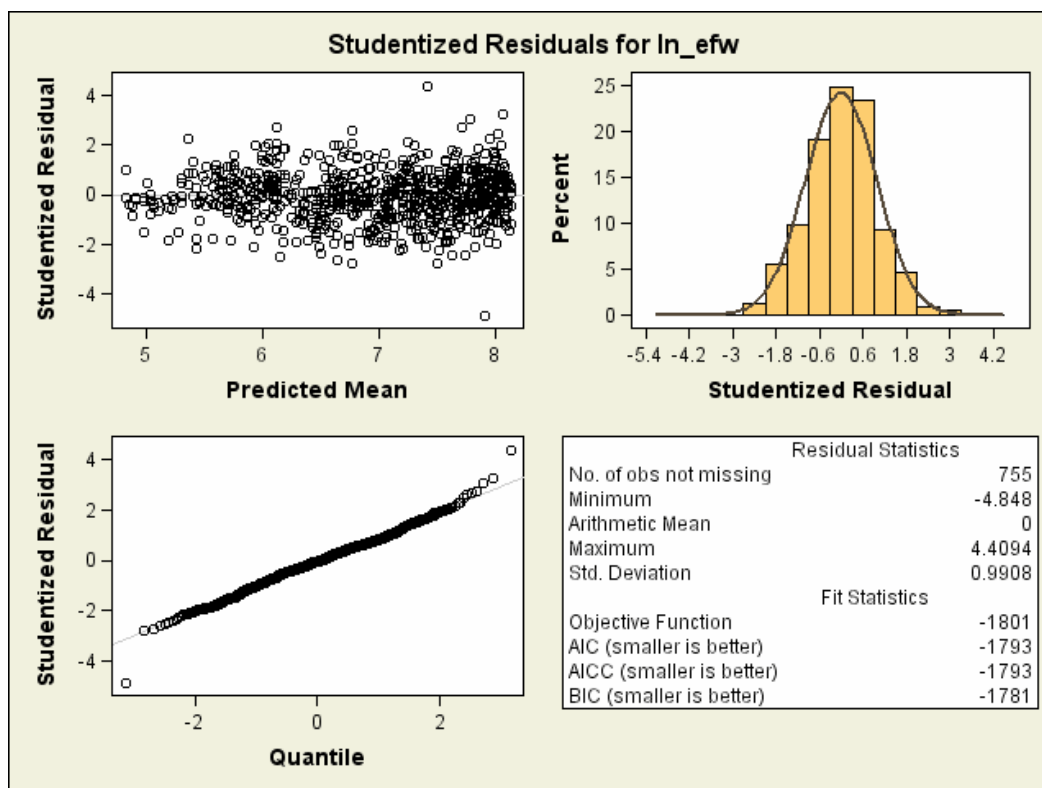 Studentized Residuals for ln_efw
Studentized Residual
4
2
0
-2
-4
5 6 7 8
Predicted Mean
Percent
25
20
15
10
5
0
-5.4 -4.2 -3 -1.8 -0.6 0.6 1.8 3 4.2
Studentized Residual
Studentized Residual
4
2
0
-2
-4
-2 0 2
Quantile
Residual Statistics
No. of obs not missing 755
Minimum -4.848
Arithmetic Mean 0
Maximum 4.4094
Std. Deviation 0.9908
Fit Statistics
Objective Function -1801
AIC (smaller is better) -1793
AICC (smaller is better) -1793
BIC (smaller is better) -1781